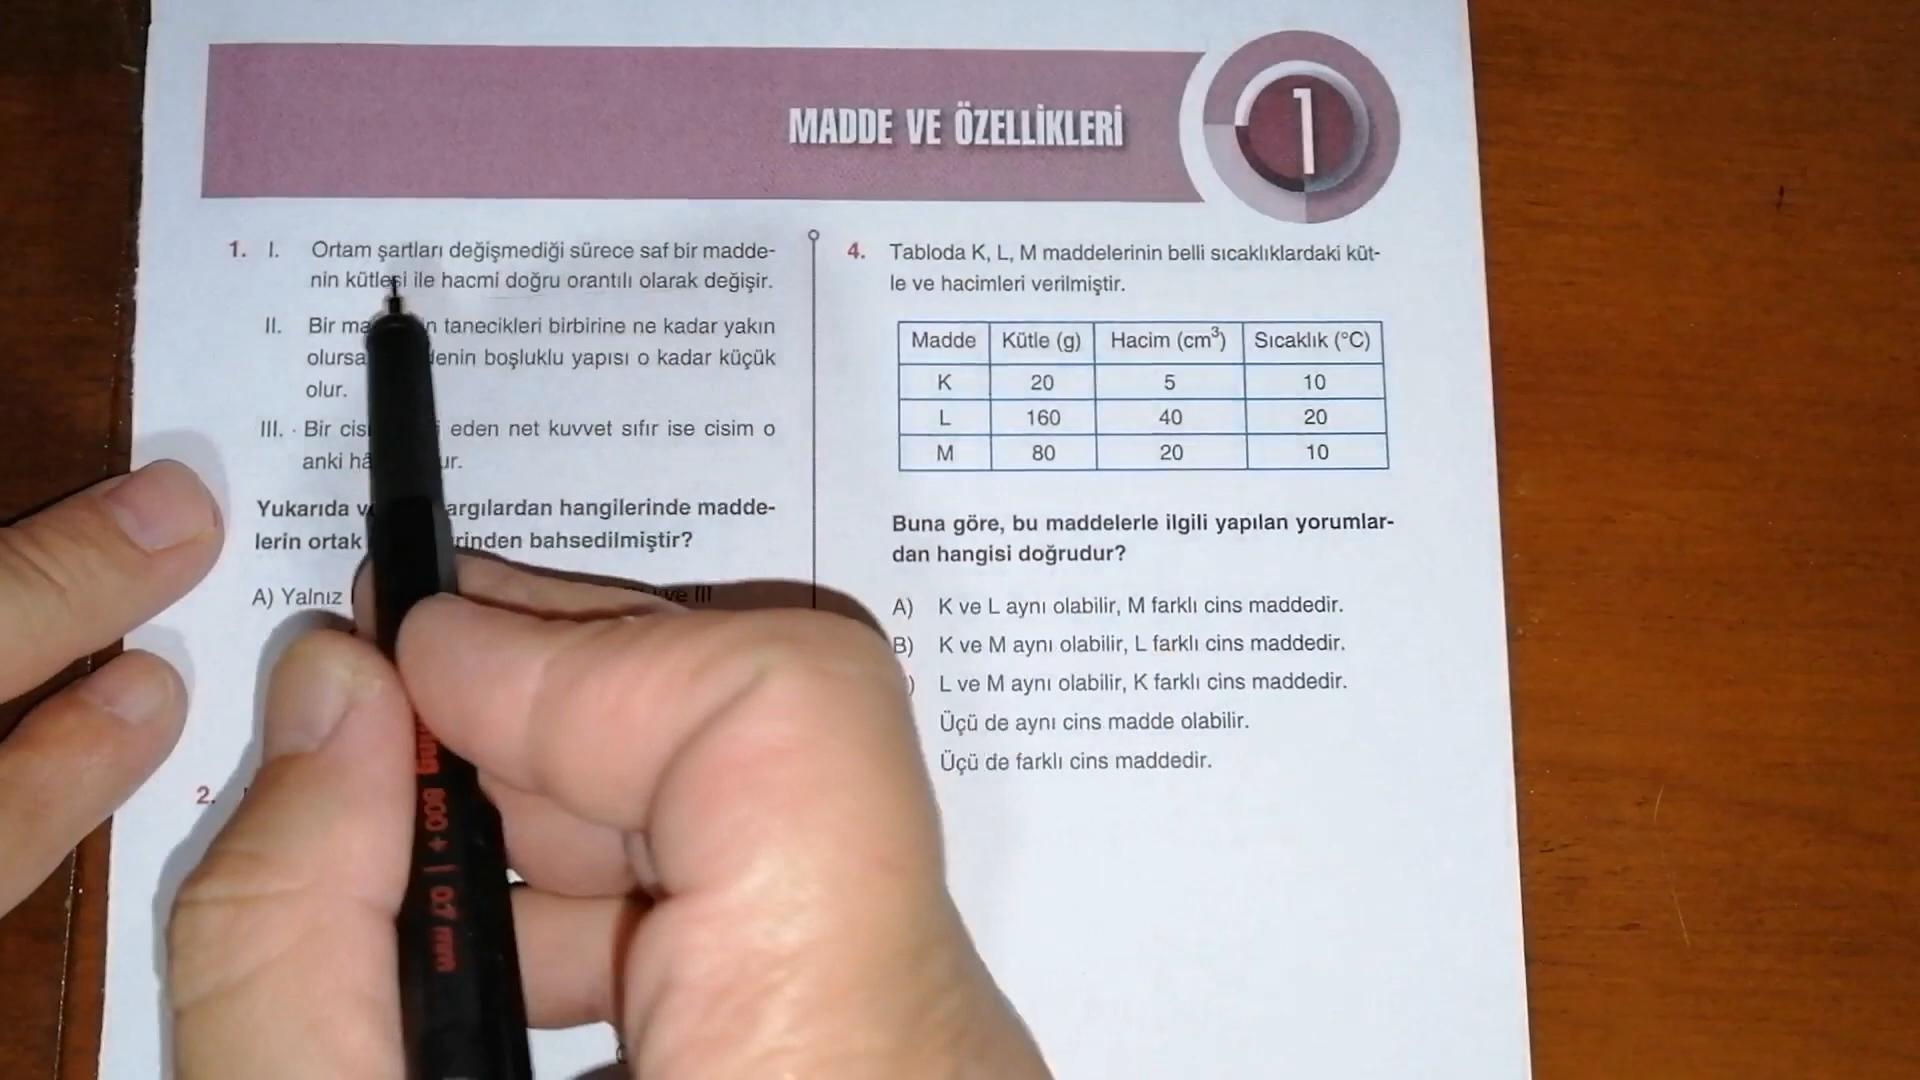 MADDE VE ÖZELLİKLERİ
1
1. I. Ortam şartları değişmediği sürece saf bir madde-
nin kütlesi ile hacmi doğru orantılı olarak değişir.
II. Bir tanecikleri birbirine ne kadar yakın
olursa boşluklu yapısı o kadar küçük
olur.
III. Bir eden net kuvvet sıfır ise cisim o
anki
Yukarıda hangilerinde madde-
lerin ortak bahsedilmiştir?
A) Yalnız ve III
2.
4. Tabloda K, L, M maddelerinin belli sıcaklıklardaki küt-
le ve hacimleri verilmiştir.
Madde Kütle (g) Hacim (cm³) Sıcaklık (°C)
K 20 5 10
L 160 40 20
M 80 20 10
Buna göre, bu maddelerle ilgili yapılan yorumlar-
dan hangisi doğrudur?
A) K ve L aynı olabilir, M farklı cins maddedir.
B) K ve M aynı olabilir, L farklı cins maddedir.
) L ve M aynı olabilir, K farklı cins maddedir.
Üçü de aynı cins madde olabilir.
Üçü de farklı cins maddedir.
600 + | 0.7 mm